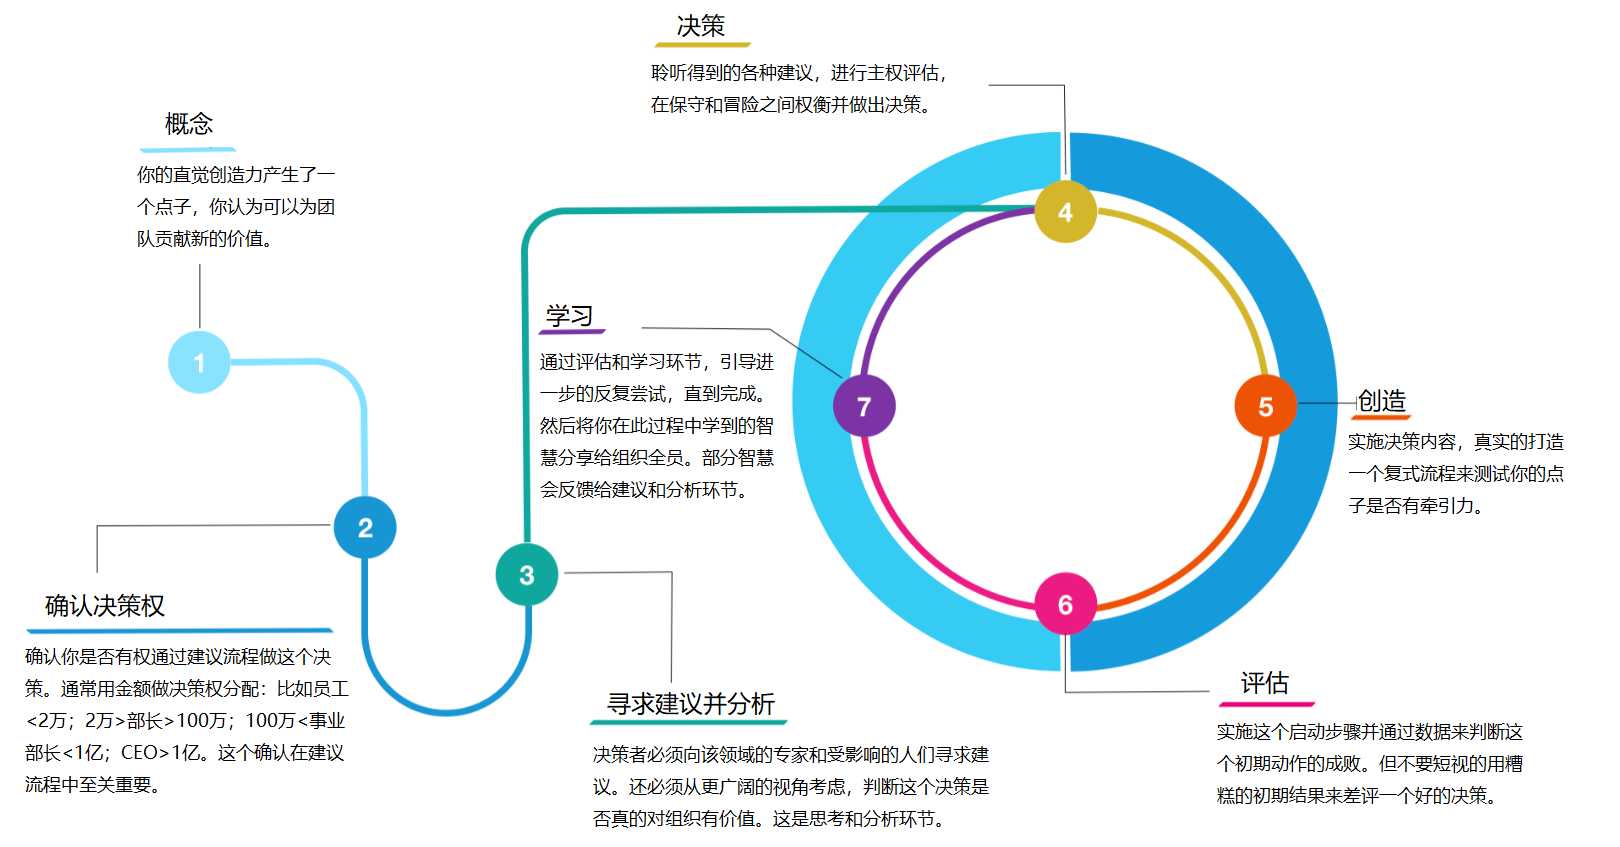 概念
你的直觉创造力产生了一
个点子，你认为可以为团
队贡献新的价值。
1
2
确认决策权
确认你是否有权通过建议流程做这个决
策。通常用金额做决策权分配：比如员工
<2万；2万>部长>100万；100万<事业
部长<1亿；CEO>1亿。这个确认在建议
流程中至关重要。
3
寻求建议并分析
决策者必须向该领域的专家和受影响的人们寻求建
议。还必须从更广阔的视角考虑，判断这个决策是
否真的对组织有价值。这是思考和分析环节。
决策
聆听得到的各种建议，进行主权评估，
在保守和冒险之间权衡并做出决策。
4
5
创造
实施决策内容，真实的打造
一个复式流程来测试你的点
子是否有牵引力。
6
评估
实施这个启动步骤并通过数据来判断这
个初期动作的成败。但不要短视的用糟
糕的初期结果来差评一个好的决策。
7
学习
通过评估和学习环节，引导进
一步的反复尝试，直到完成。
然后将你在此过程中学到的智
慧分享给组织全员。部分智慧
会反馈给建议和分析环节。